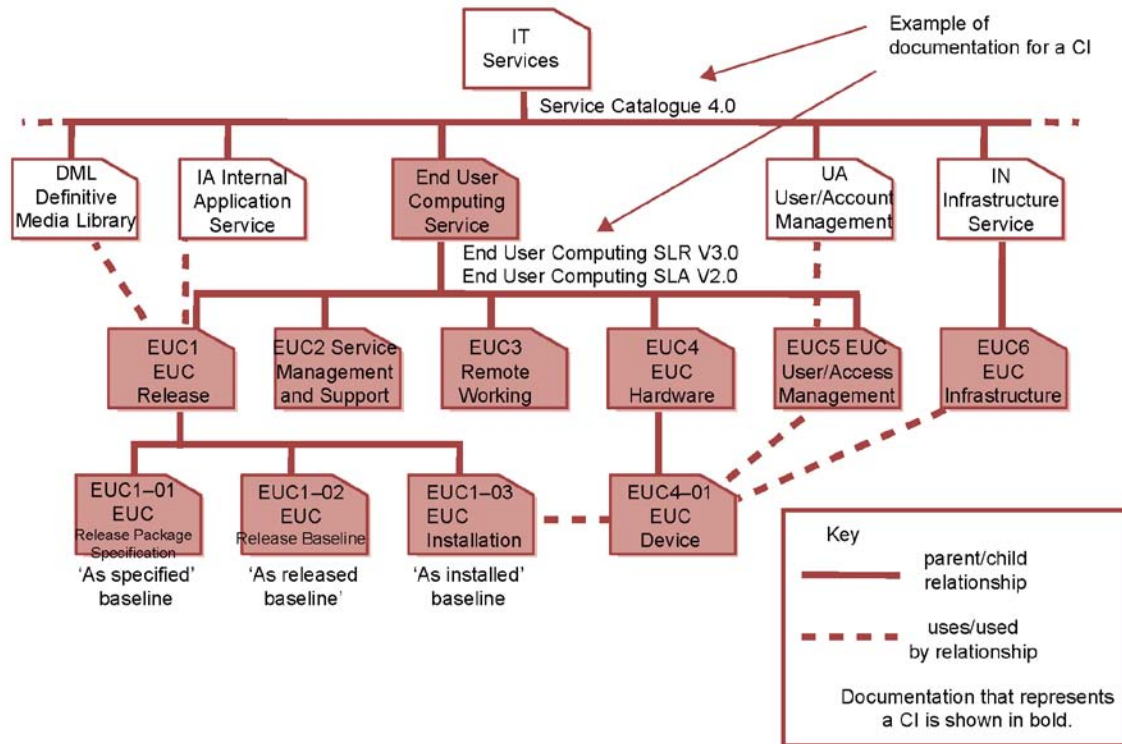 IT
Services
Example of
documentation for a CI
Service Catalogue 4.0
DML
Definitive
Media Library
IA Internal
Application
Service
End User
Computing
Service
UA
User/Account
Management
IN
Infrastructure
Service
End User Computing SLR V3.0
End User Computing SLA V2.0
EUC1
EUC
Release
EUC2 Service
Management
and Support
EUC3
Remote
Working
EUC4
EUC
Hardware
EUC5 EUC
User/Access
Management
EUC6
EUC
Infrastructure
EUC1–01
EUC
Release Package
Specification
EUC1–02
EUC
Release Baseline
EUC1–03
EUC
Installation
EUC4–01
EUC
Device
'As specified'
baseline
'As released
baseline'
'As installed'
baseline
Key
parent/child
relationship
uses/used
by relationship
Documentation that represents
a CI is shown in bold.